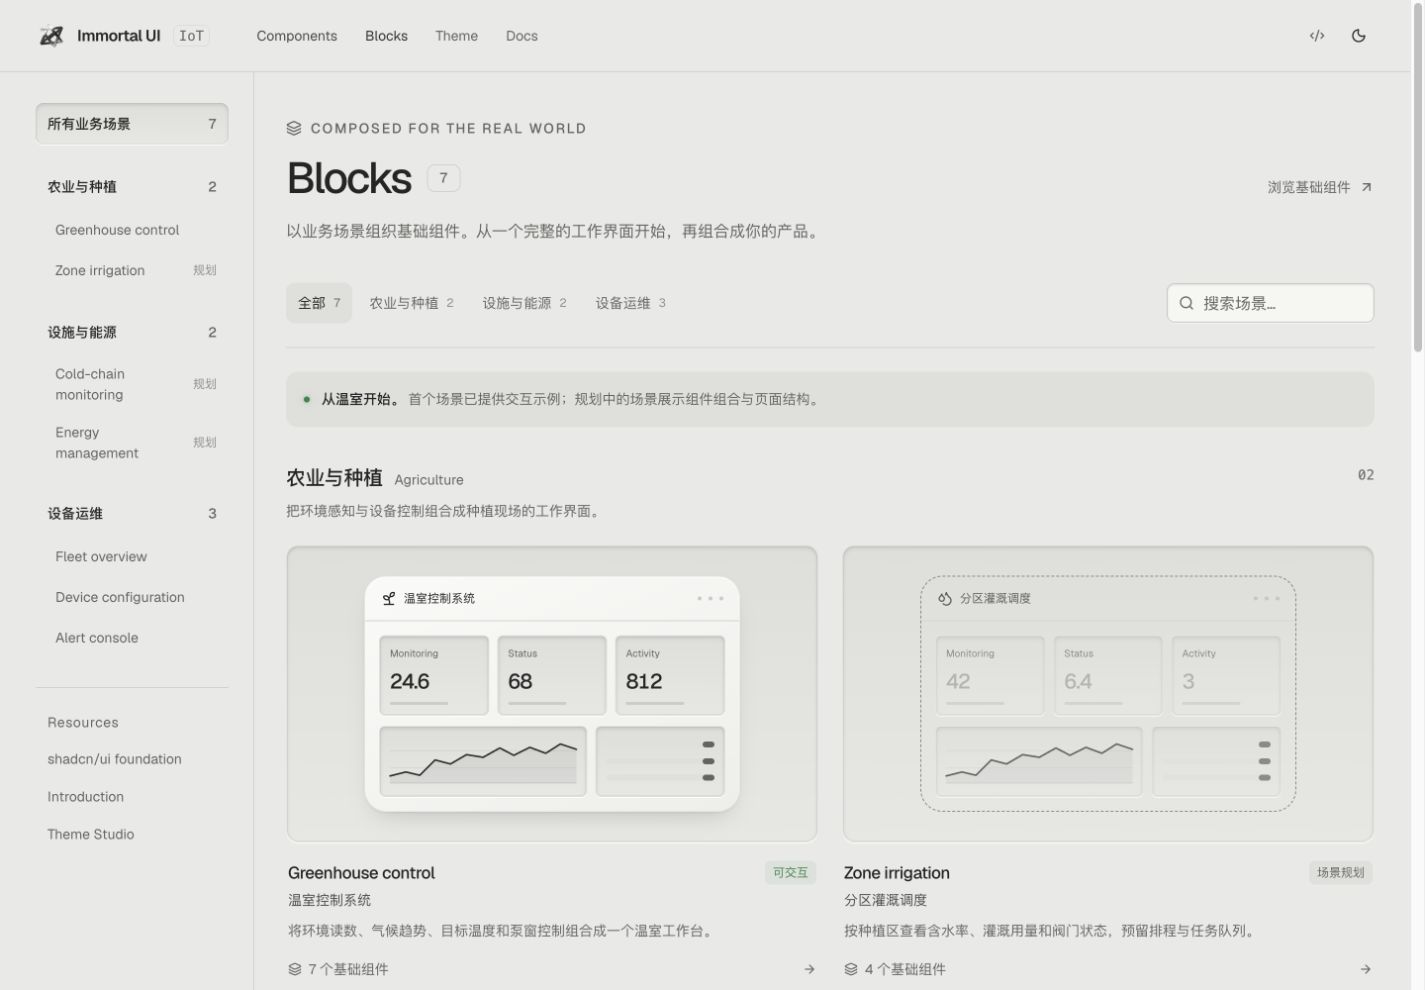 Immortal UI IoT Components Blocks Theme Docs
所有业务场景 7
农业与种植 2
Greenhouse control
Zone irrigation 规划
设施与能源 2
Cold-chain
monitoring 规划
Energy
management 规划
设备运维 3
Fleet overview
Device configuration
Alert console
Resources
shadcn/ui foundation
Introduction
Theme Studio
COMPOSED FOR THE REAL WORLD
Blocks 7
浏览基础组件
以业务场景组织基础组件。从一个完整的工作界面开始，再组合成你的产品。
全部 7 农业与种植 2 设施与能源 2 设备运维 3
搜索场景...
从温室开始。 首个场景已提供交互示例；规划中的场景展示组件组合与页面结构。
农业与种植 Agriculture 02
把环境感知与设备控制组合成种植现场的工作界面。
温室控制系统
Monitoring Status Activity
24.6 68 812
Greenhouse control 可交互
温室控制系统
将环境读数、气候趋势、目标温度和泵窗控制组合成一个温室工作台。
7 个基础组件
分区灌溉调度
Monitoring Status Activity
42 6.4 3
Zone irrigation 场景规划
分区灌溉调度
按种植区查看含水率、灌溉用量和阀门状态，预留排程与任务队列。
4 个基础组件